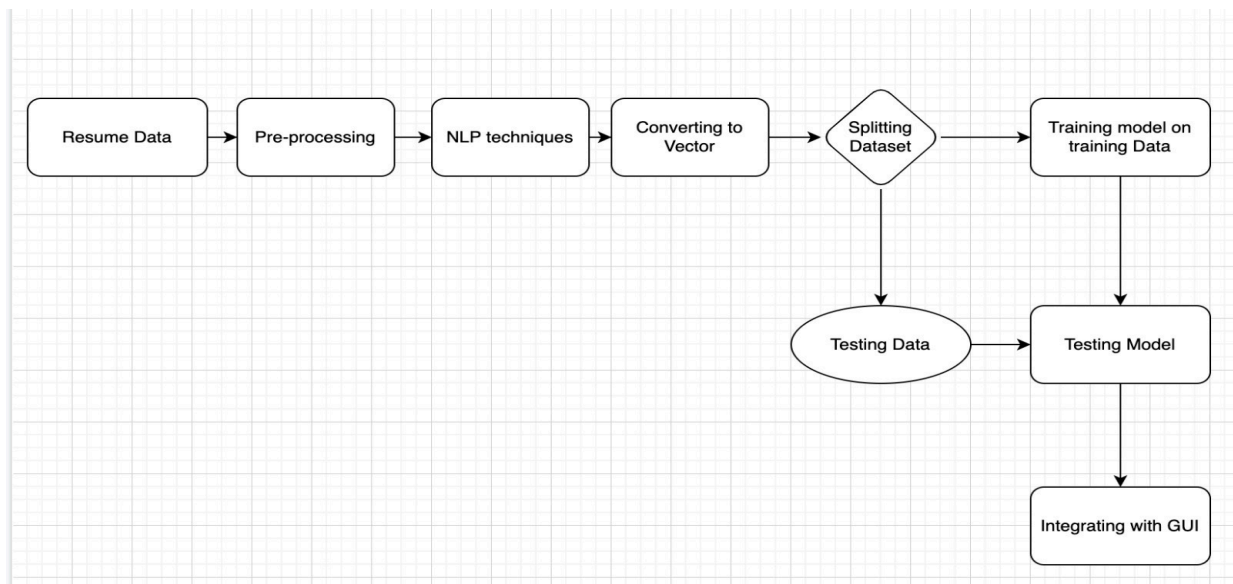 Resume Data
Pre-processing
NLP techniques
Converting to
Vector
Splitting
Dataset
Training model on
training Data
Testing Data
Testing Model
Integrating with GUI